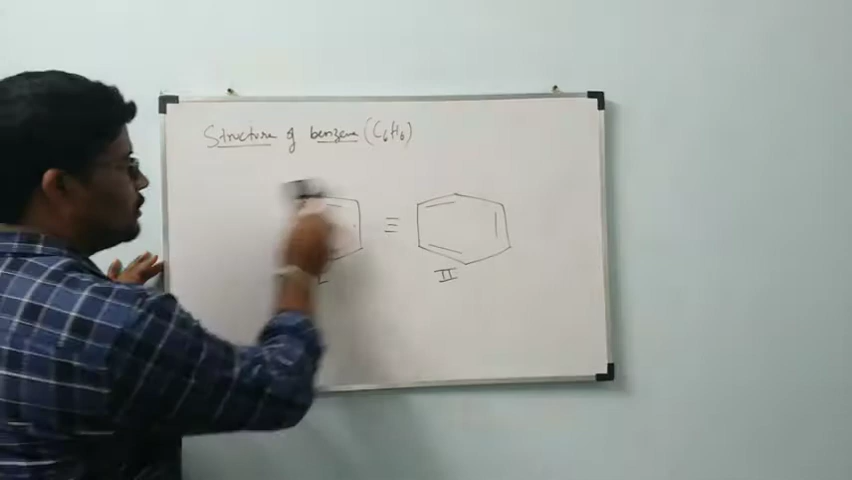 Structure of benzene (C₆H₆)
≡
II